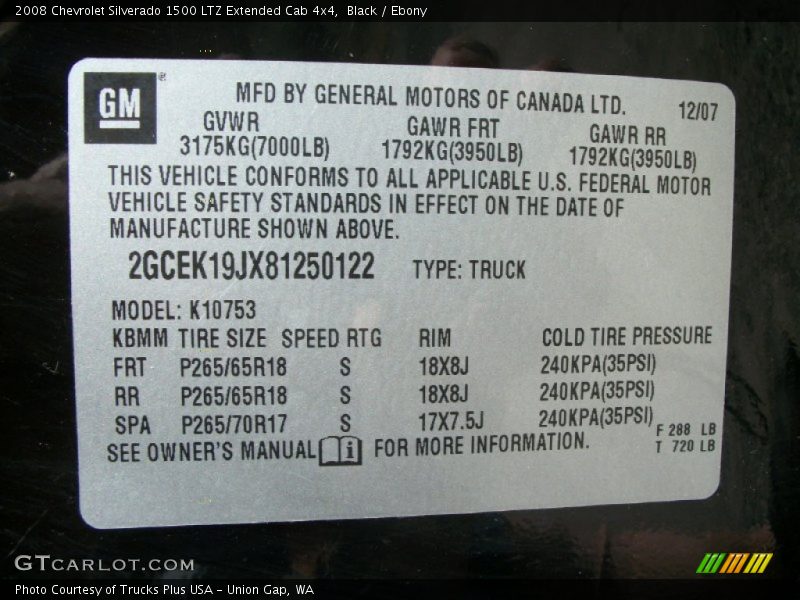 2008 Chevrolet Silverado 1500 LTZ Extended Cab 4x4, Black / Ebony
GM ®
MFD BY GENERAL MOTORS OF CANADA LTD. 12/07
GVWR GAWR FRT GAWR RR
3175KG(7000LB) 1792KG(3950LB) 1792KG(3950LB)
THIS VEHICLE CONFORMS TO ALL APPLICABLE U.S. FEDERAL MOTOR
VEHICLE SAFETY STANDARDS IN EFFECT ON THE DATE OF
MANUFACTURE SHOWN ABOVE.
2GCEK19JX81250122 TYPE: TRUCK
MODEL: K10753
KBMM TIRE SIZE SPEED RTG RIM COLD TIRE PRESSURE
FRT P265/65R18 S 18X8J 240KPA(35PSI)
RR P265/65R18 S 18X8J 240KPA(35PSI)
SPA P265/70R17 S 17X7.5J 240KPA(35PSI)
F 288 LB
T 720 LB
SEE OWNER'S MANUAL i FOR MORE INFORMATION.
GTCARLOT.COM
Photo Courtesy of Trucks Plus USA - Union Gap, WA